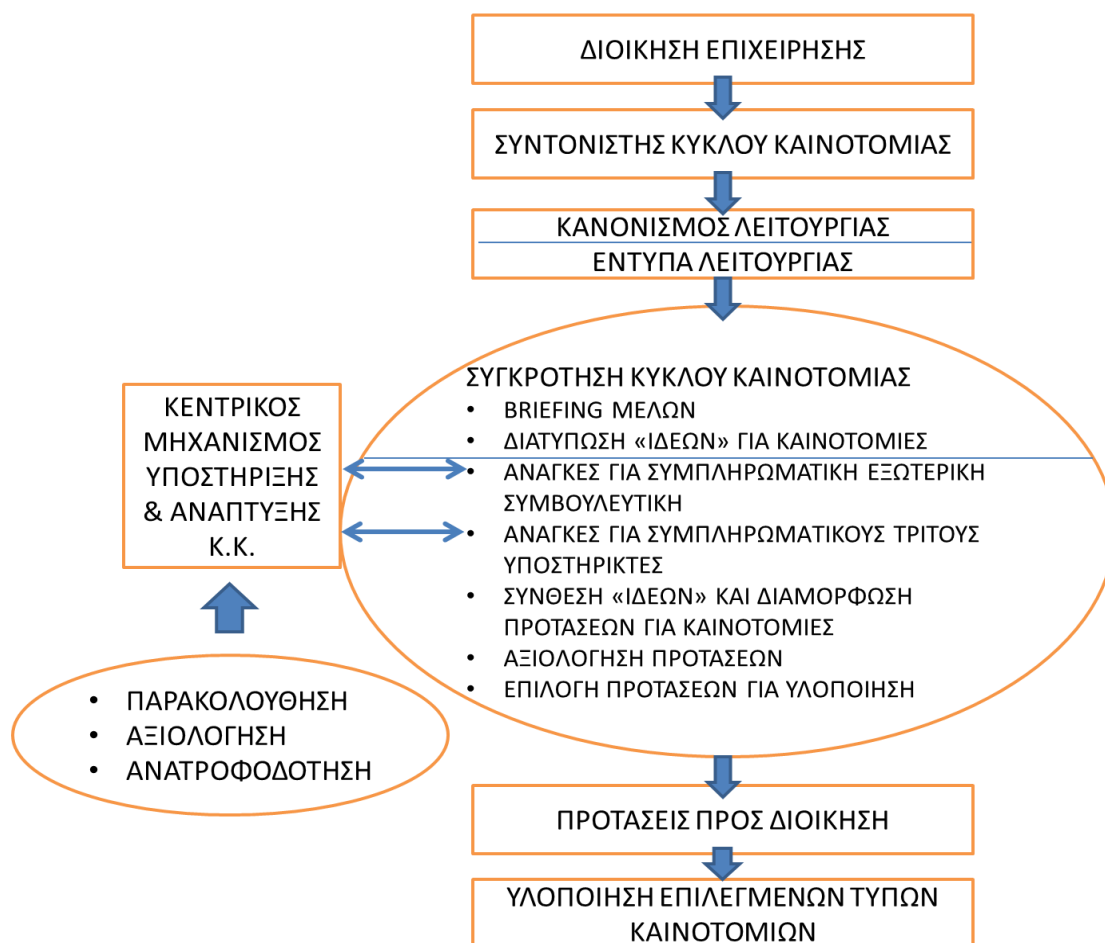 ΔΙΟΙΚΗΣΗ ΕΠΙΧΕΙΡΗΣΗΣ
ΣΥΝΤΟΝΙΣΤΗΣ ΚΥΚΛΟΥ ΚΑΙΝΟΤΟΜΙΑΣ
ΚΑΝΟΝΙΣΜΟΣ ΛΕΙΤΟΥΡΓΙΑΣ
ΕΝΤΥΠΑ ΛΕΙΤΟΥΡΓΙΑΣ
ΣΥΓΚΡΟΤΗΣΗ ΚΥΚΛΟΥ ΚΑΙΝΟΤΟΜΙΑΣ
• BRIEFING ΜΕΛΩΝ
• ΔΙΑΤΥΠΩΣΗ «ΙΔΕΩΝ» ΓΙΑ ΚΑΙΝΟΤΟΜΙΕΣ
• ΑΝΑΓΚΕΣ ΓΙΑ ΣΥΜΠΛΗΡΩΜΑΤΙΚΗ ΕΞΩΤΕΡΙΚΗ
ΣΥΜΒΟΥΛΕΥΤΙΚΗ
• ΑΝΑΓΚΕΣ ΓΙΑ ΣΥΜΠΛΗΡΩΜΑΤΙΚΟΥΣ ΤΡΙΤΟΥΣ
ΥΠΟΣΤΗΡΙΚΤΕΣ
• ΣΥΝΘΕΣΗ «ΙΔΕΩΝ» ΚΑΙ ΔΙΑΜΟΡΦΩΣΗ
ΠΡΟΤΑΣΕΩΝ ΓΙΑ ΚΑΙΝΟΤΟΜΙΕΣ
• ΑΞΙΟΛΟΓΗΣΗ ΠΡΟΤΑΣΕΩΝ
• ΕΠΙΛΟΓΗ ΠΡΟΤΑΣΕΩΝ ΓΙΑ ΥΛΟΠΟΙΗΣΗ
ΚΕΝΤΡΙΚΟΣ
ΜΗΧΑΝΙΣΜΟΣ
ΥΠΟΣΤΗΡΙΞΗΣ
& ΑΝΑΠΤΥΞΗΣ
Κ.Κ.
• ΠΑΡΑΚΟΛΟΥΘΗΣΗ
• ΑΞΙΟΛΟΓΗΣΗ
• ΑΝΑΤΡΟΦΟΔΟΤΗΣΗ
ΠΡΟΤΑΣΕΙΣ ΠΡΟΣ ΔΙΟΙΚΗΣΗ
ΥΛΟΠΟΙΗΣΗ ΕΠΙΛΕΓΜΕΝΩΝ ΤΥΠΩΝ
ΚΑΙΝΟΤΟΜΙΩΝ